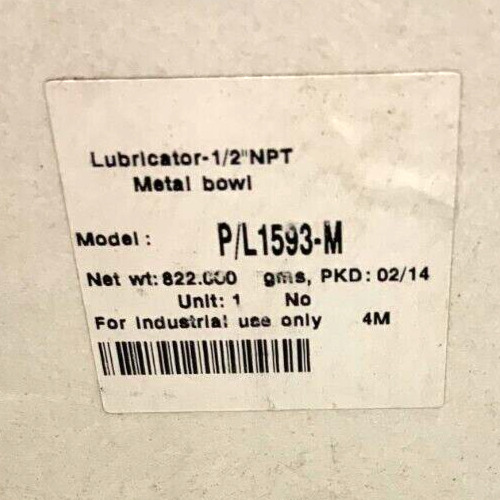 Lubricator-1/2"NPT
Metal bowl
Model : P/L1593-M
Net wt: 822.000 gms, PKD: 02/14
Unit: 1 No
For industrial use only 4M